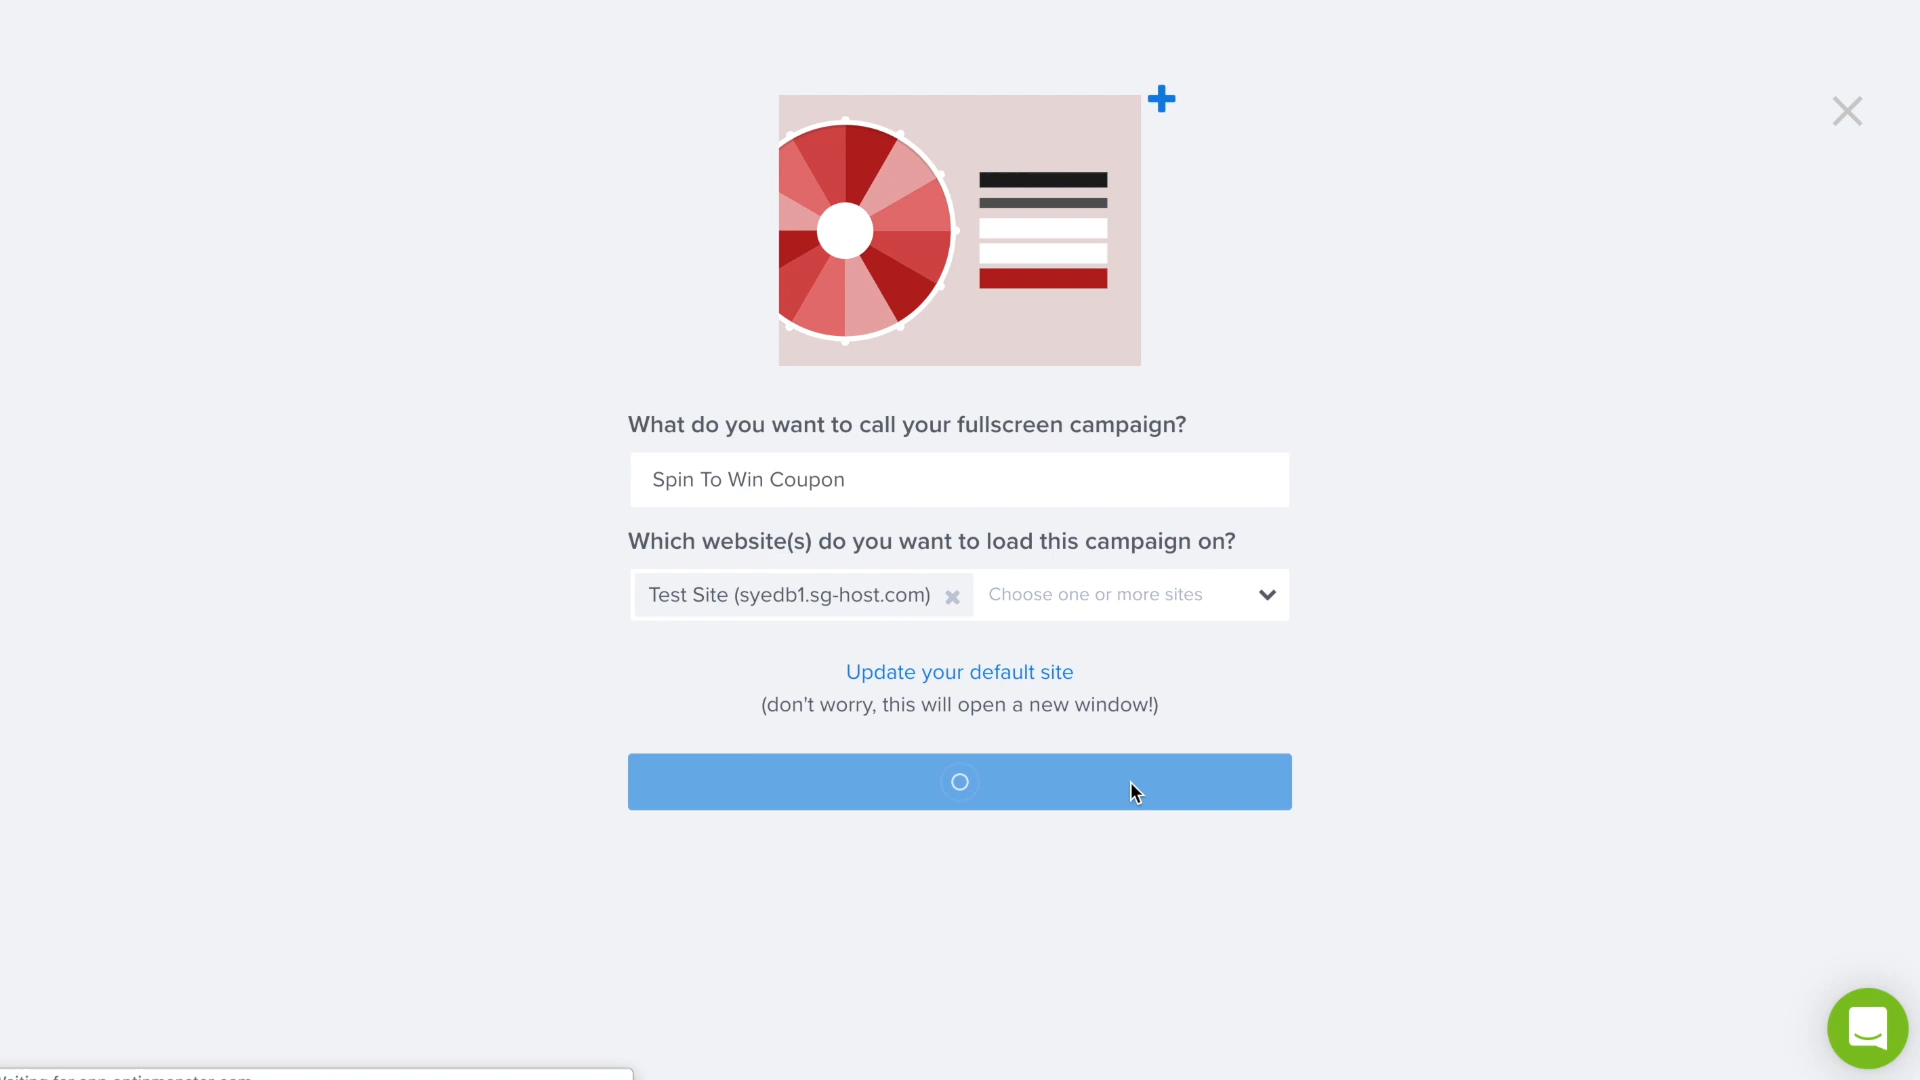 What do you want to call your fullscreen campaign?
Spin To Win Coupon
Which website(s) do you want to load this campaign on?
Test Site (syedb1.sg-host.com) Choose one or more sites
Update your default site
(don't worry, this will open a new window!)